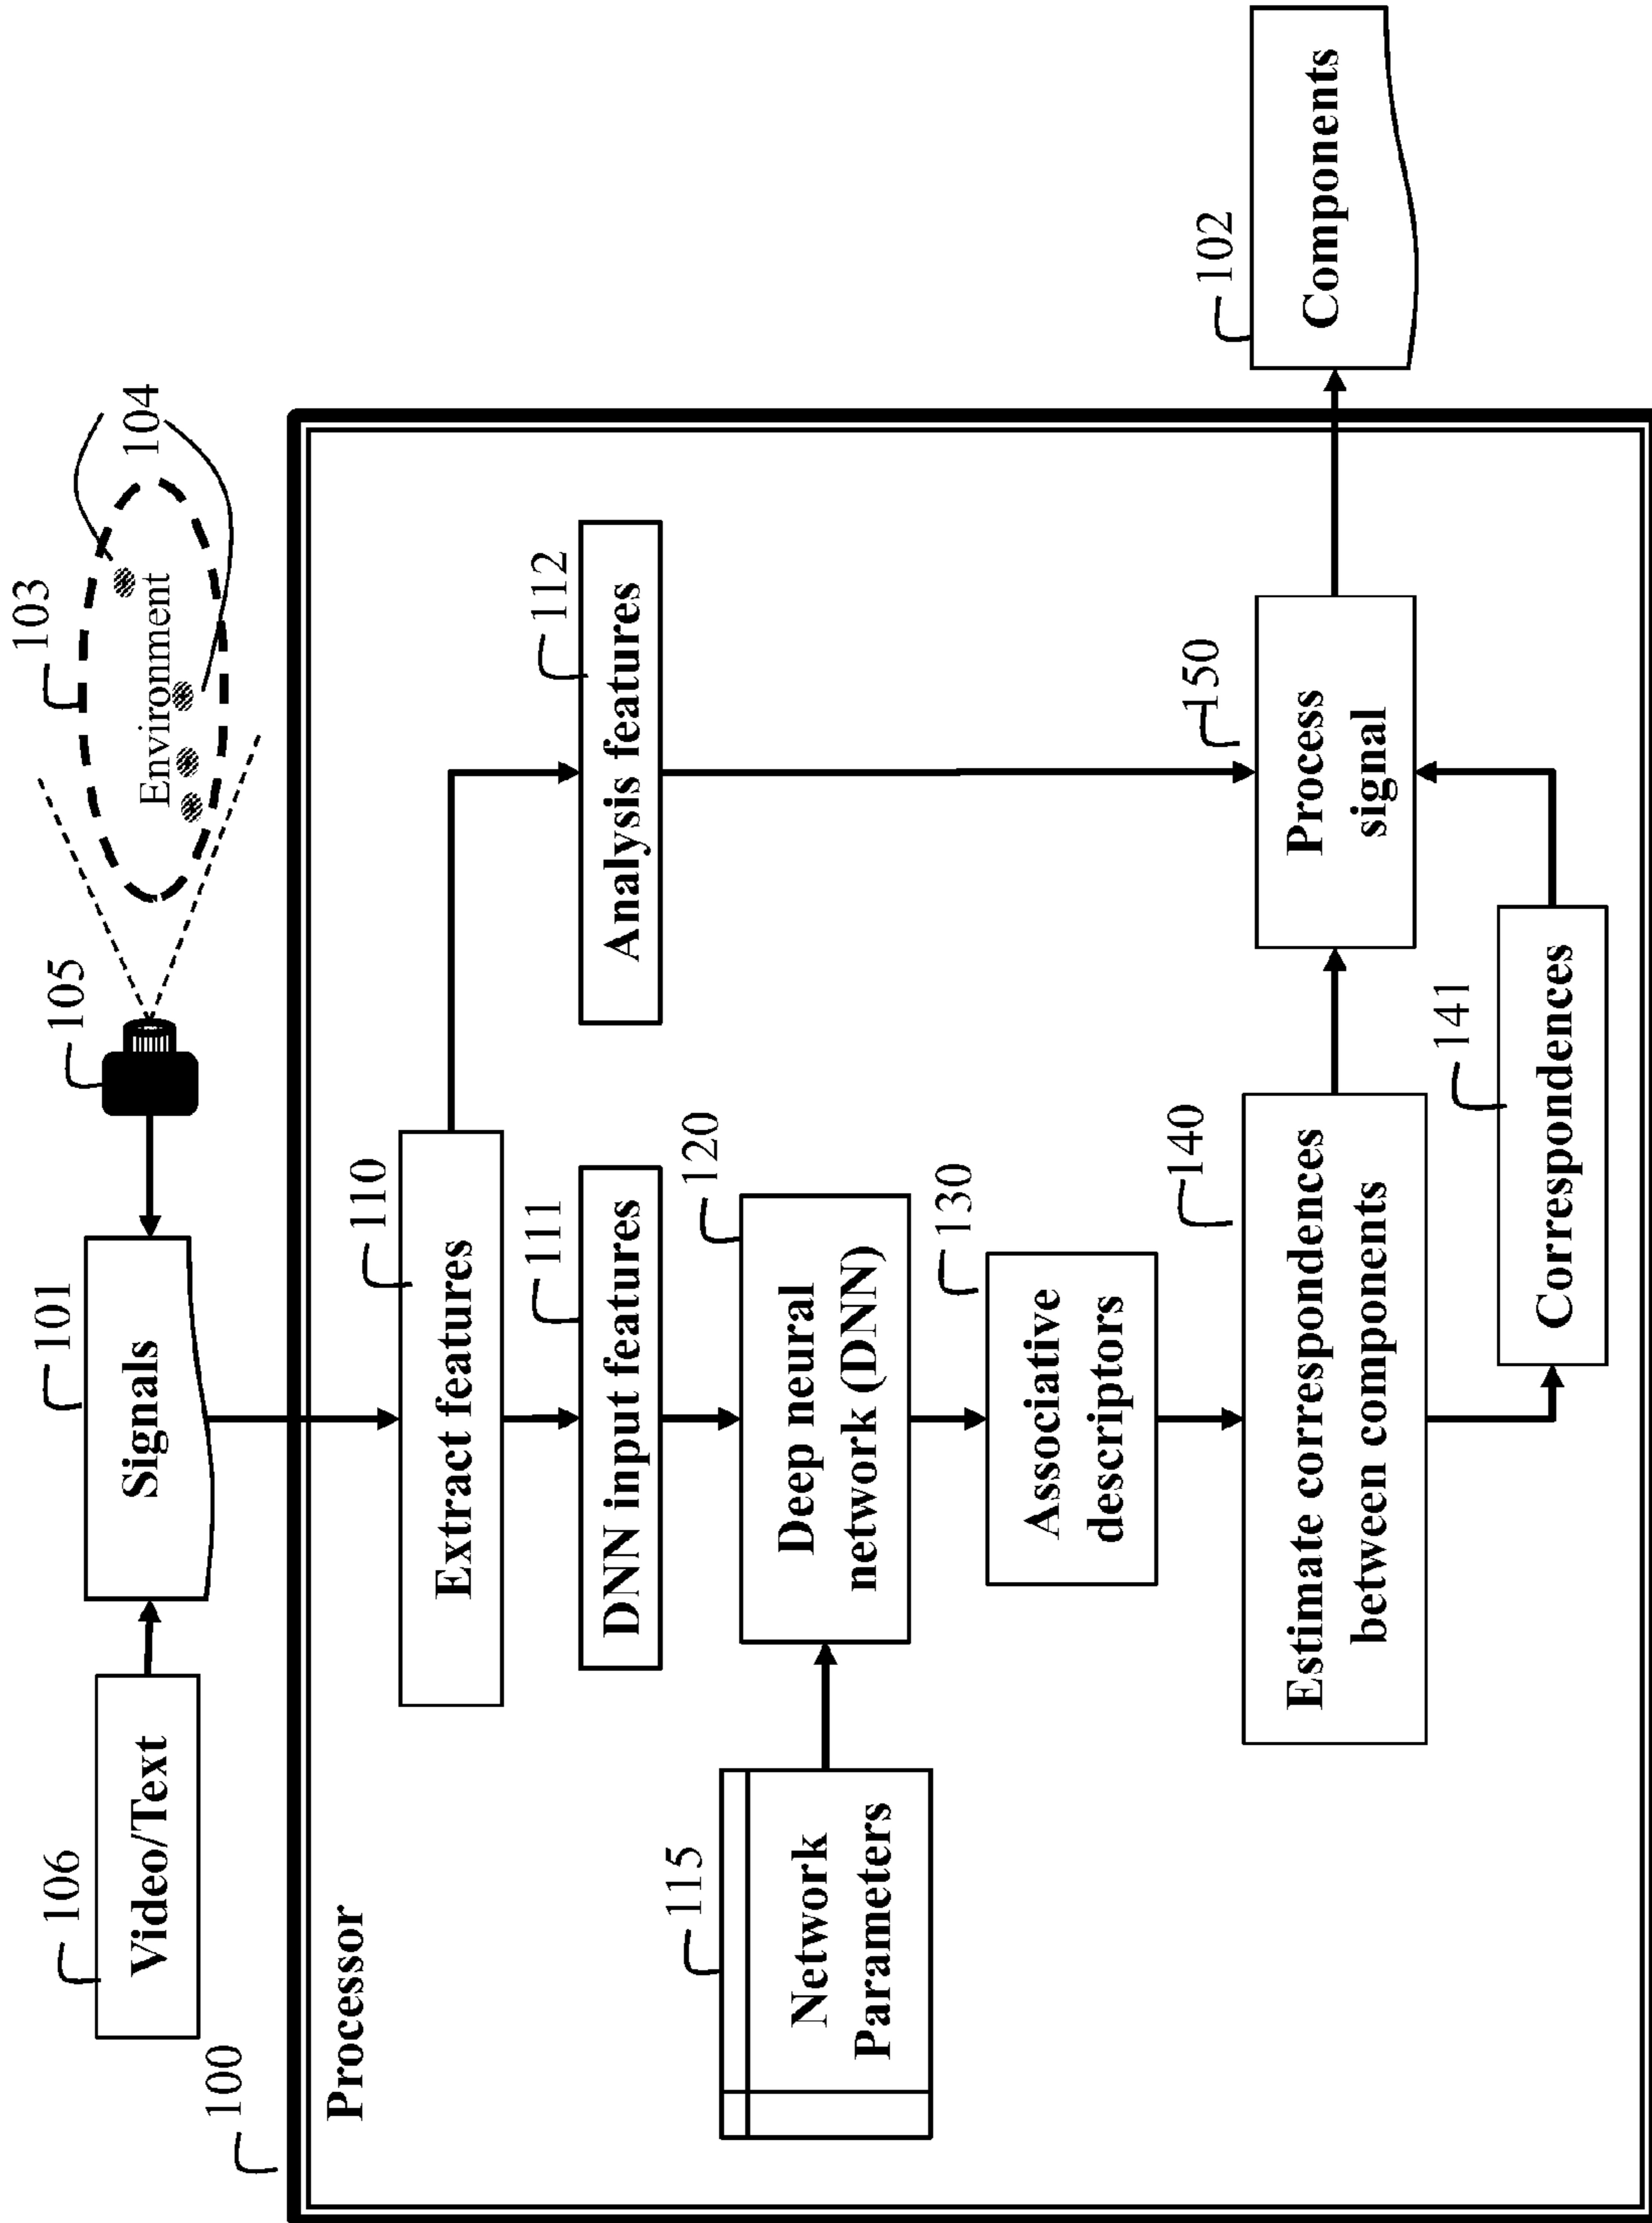 103
104
Environment
105
101
Signals
106
Video/Text
100
Processor
110
Extract features
111
DNN input features
112
Analysis features
115
Network
Parameters
120
Deep neural
network (DNN)
130
Associative
descriptors
140
Estimate correspondences
between components
141
Correspondences
150
Process
signal
102
Components